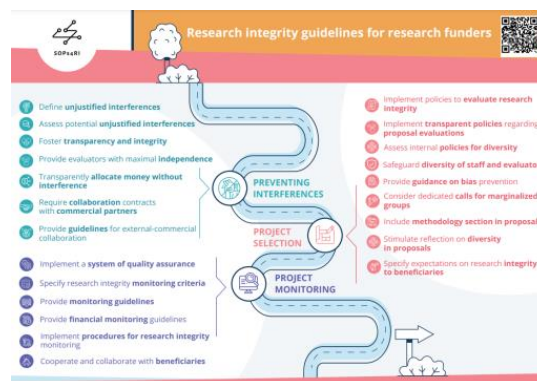 Research integrity guidelines for research funders
SOPs4RI
Define unjustified interferences
Assess potential unjustified interferences
Foster transparency and integrity
Provide evaluators with maximal independence
Transparently allocate money without
interference
Require collaboration contracts
with commercial partners
Provide guidelines for external-commercial
collaboration
PREVENTING
INTERFERENCES
Implement policies to evaluate research
integrity
Implement transparent policies regarding
proposal evaluations
Assess internal policies for diversity
Safeguard diversity of staff and evaluato
Provide guidance on bias prevention
Consider dedicated calls for marginalized
groups
Include methodology section in proposal
Stimulate reflection on diversity
in proposals
Specify expectations on research integrity
to beneficiaries
PROJECT
SELECTION
Implement a system of quality assurance
Specify research integrity monitoring criteria
Provide monitoring guidelines
Provide financial monitoring guidelines
Implement procedures for research integrity
monitoring
Cooperate and collaborate with beneficiaries
PROJECT
MONITORING